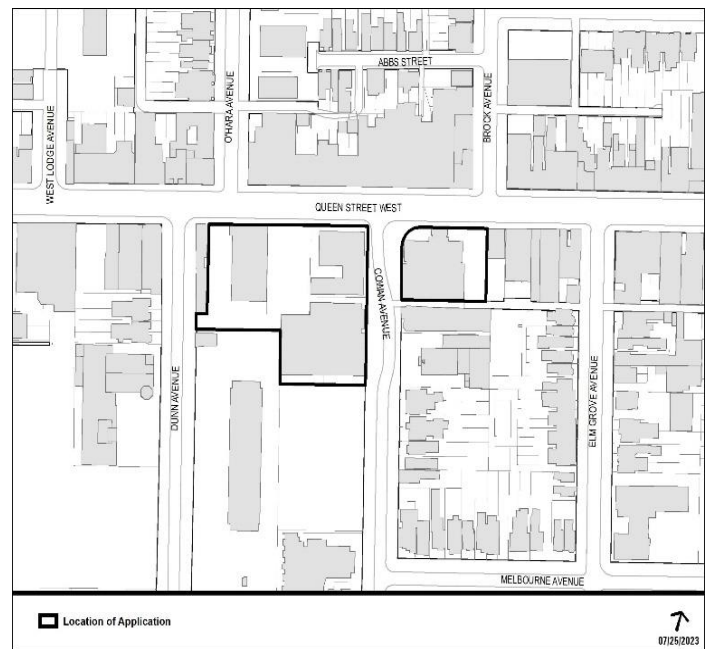 ABBS STREET
WEST LODGE AVENUE
O'HARA AVENUE
BROCK AVENUE
QUEEN STREET WEST
COWAN AVENUE
DUNN AVENUE
ELM GROVE AVENUE
MELBOURNE AVENUE
Location of Application
07/25/2023